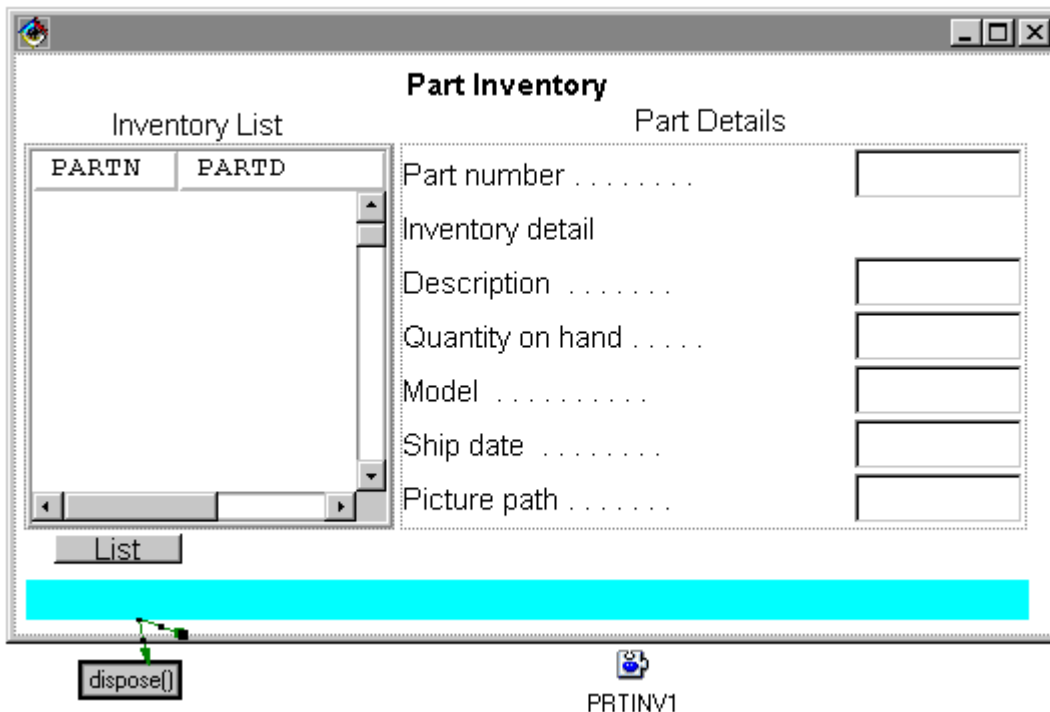 Part Inventory
Inventory List
Part Details
PARTN PARTD
Part number . . . . . . . .
Inventory detail
Description . . . . . . .
Quantity on hand . . . . .
Model . . . . . . . . . .
Ship date . . . . . . . .
Picture path . . . . . . .
List
dispose()
PRTINV1